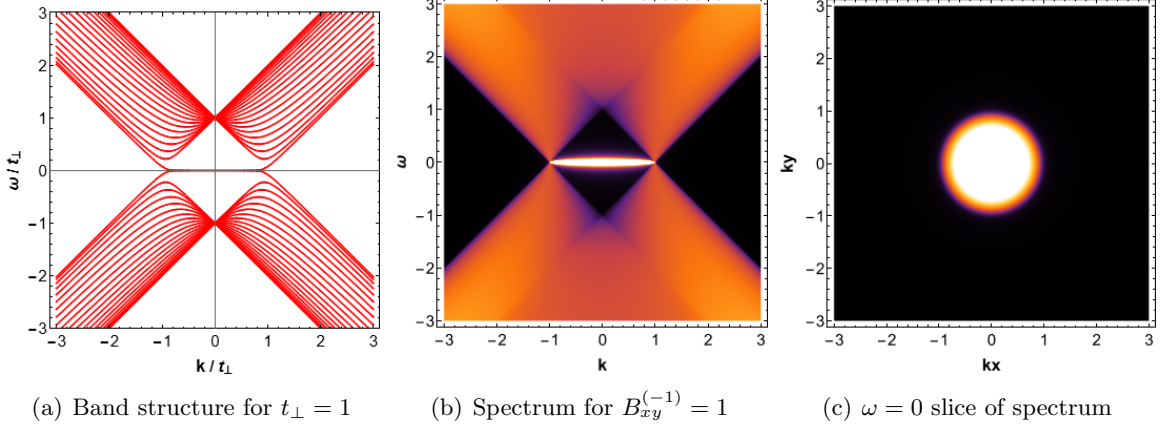 3
2
1
0
−1
−2
−3
ω / t⊥
−3 −2 −1 0 1 2 3
k / t⊥
3
2
1
0
−1
−2
−3
ω
−3 −2 −1 0 1 2 3
k
3
2
1
0
−1
−2
−3
ky
−3 −2 −1 0 1 2 3
kx
(a) Band structure for t⊥ = 1
(b) Spectrum for B_{xy}^{(−1)} = 1
(c) ω = 0 slice of spectrum